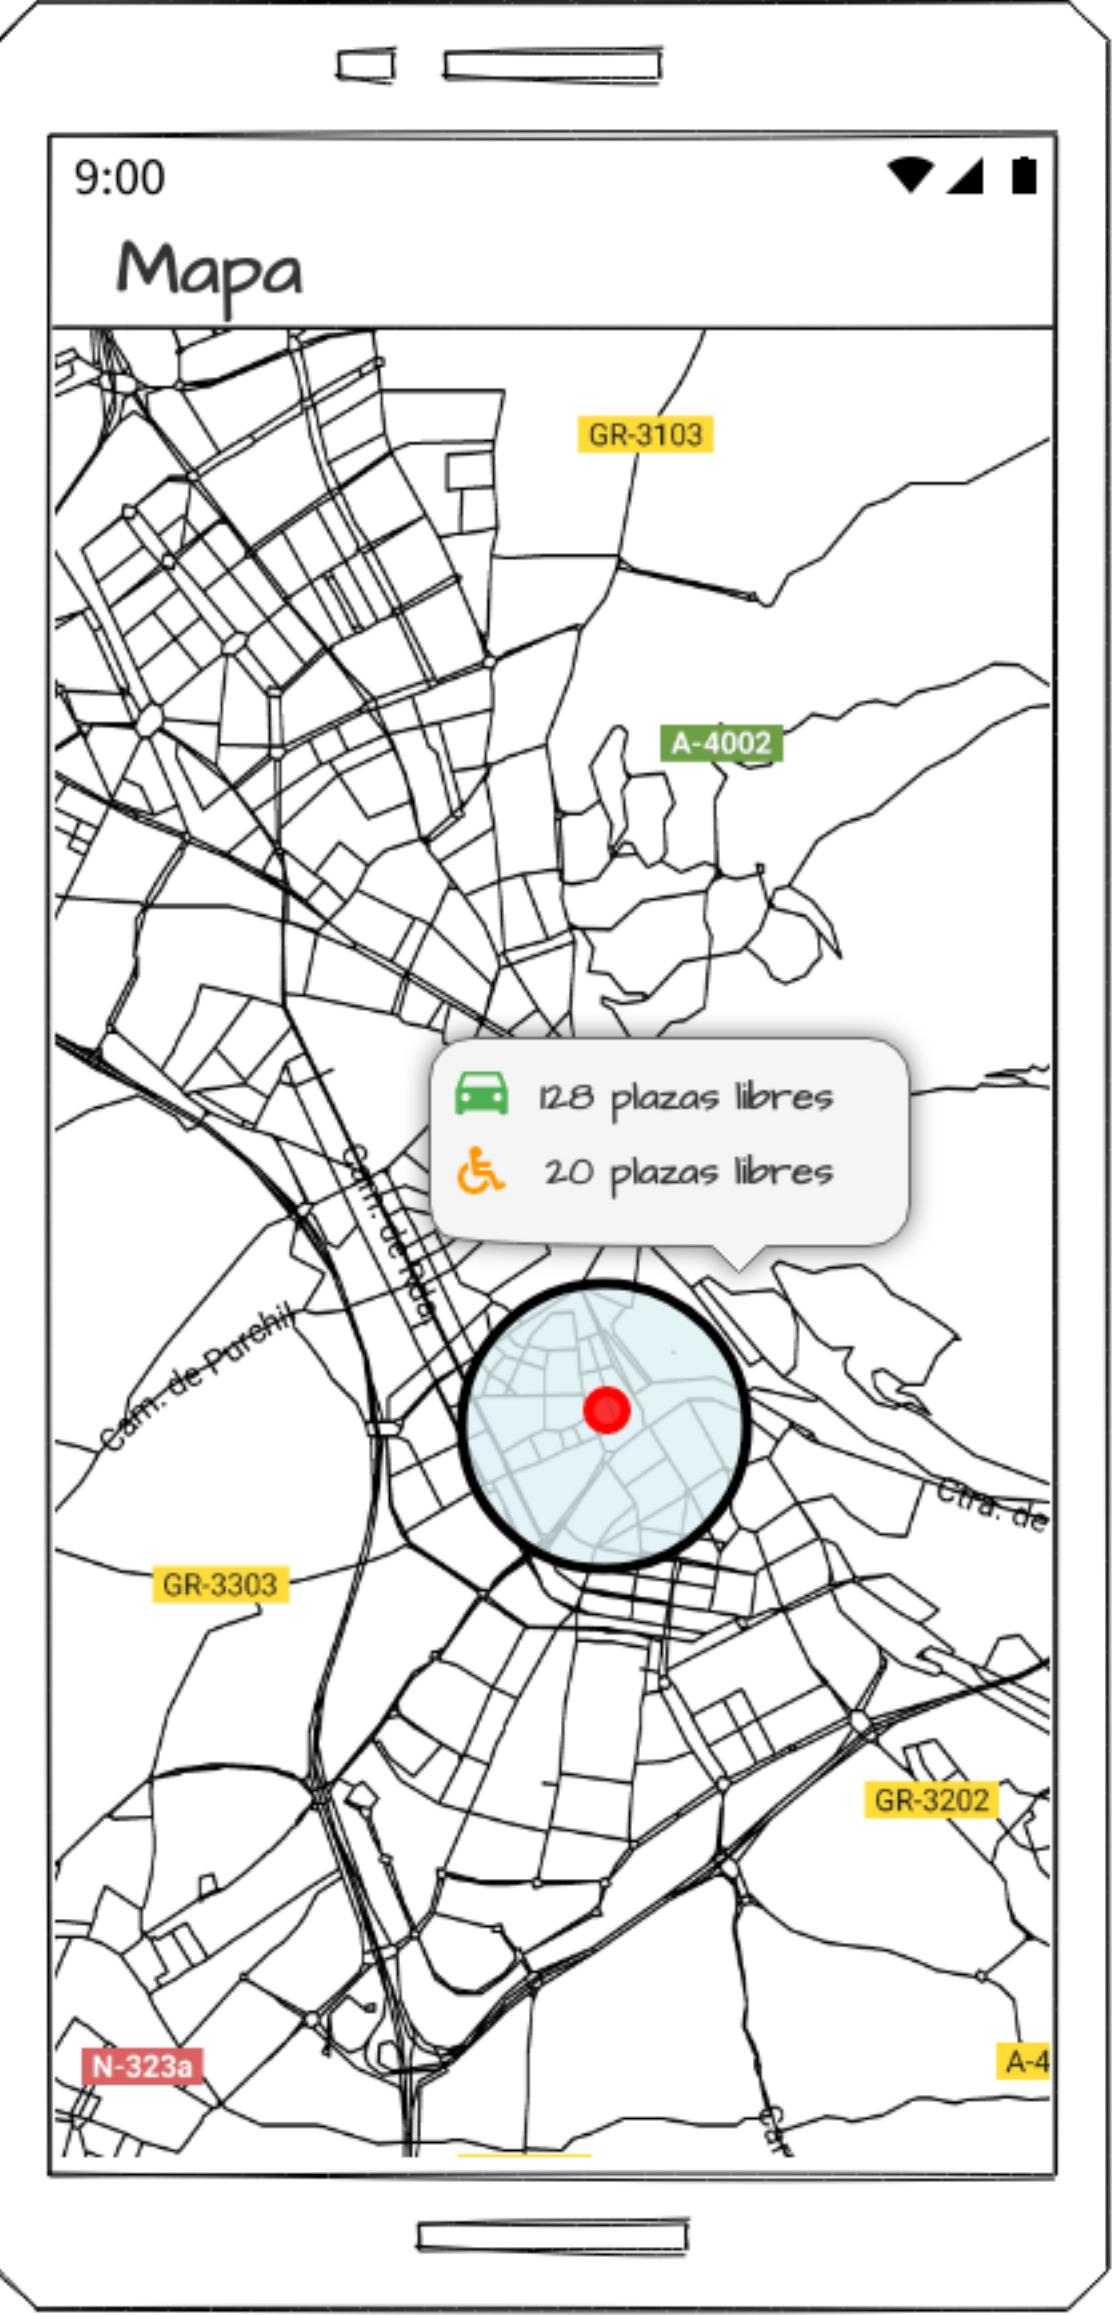 9:00
Mapa
GR-3103
A-4002
128 plazas libres
20 plazas libres
Cam. de Purchil
Ctra. de
GR-3303
GR-3202
N-323a
A-4